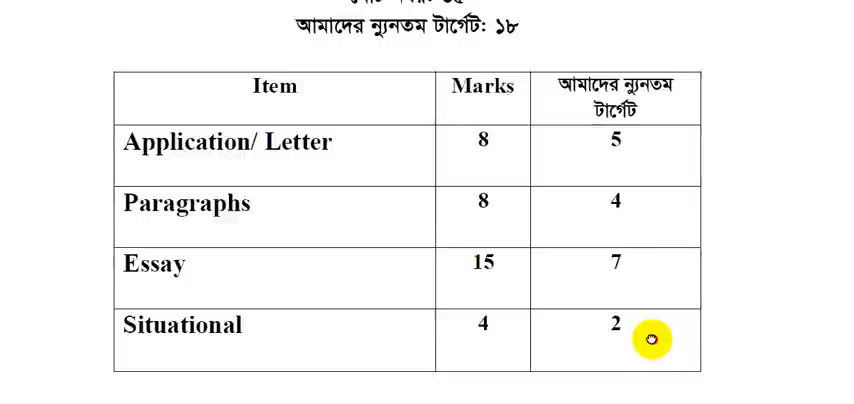 আমাদের ন্যুনতম টার্গেট: ১৮
Item Marks আমাদের ন্যুনতম টার্গেট
Application/ Letter 8 5
Paragraphs 8 4
Essay 15 7
Situational 4 2